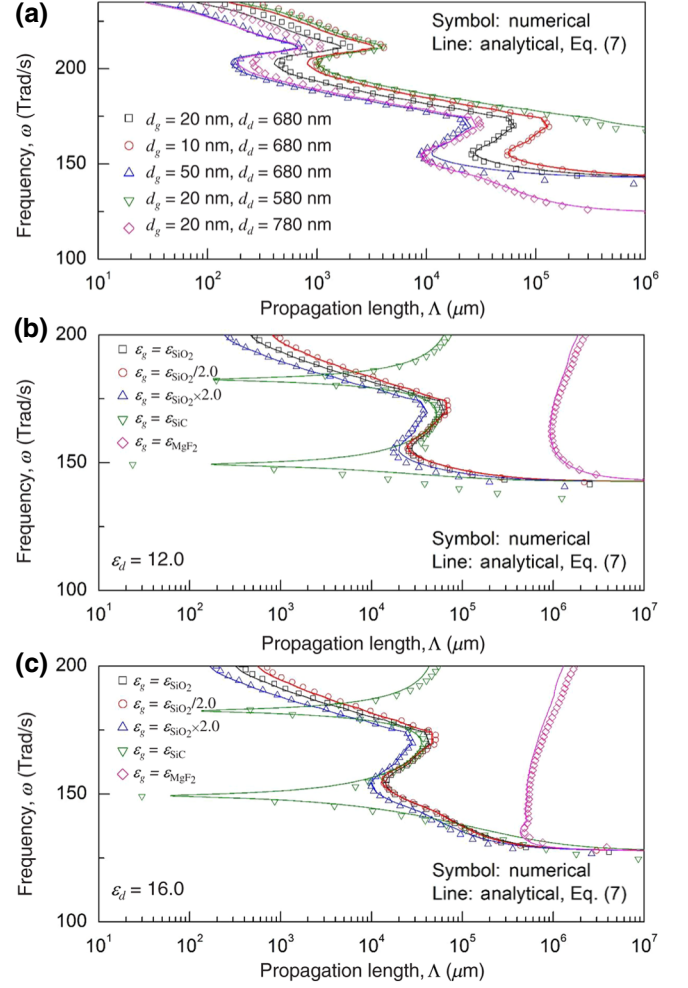 (a)
Symbol: numerical
Line: analytical, Eq. (7)
Frequency, ω (Trad/s)
200
150
100
d_g = 20 nm, d_d = 680 nm
d_g = 10 nm, d_d = 680 nm
d_g = 50 nm, d_d = 680 nm
d_g = 20 nm, d_d = 580 nm
d_g = 20 nm, d_d = 780 nm
10^1 10^2 10^3 10^4 10^5 10^6
Propagation length, Λ (μm)
(b)
Frequency, ω (Trad/s)
200
150
100
ε_g = ε_SiO2
ε_g = ε_SiO2/2.0
ε_g = ε_SiO2×2.0
ε_g = ε_SiC
ε_g = ε_MgF2
Symbol: numerical
Line: analytical, Eq. (7)
ε_d = 12.0
10^1 10^2 10^3 10^4 10^5 10^6 10^7
Propagation length, Λ (μm)
(c)
Frequency, ω (Trad/s)
200
150
100
ε_g = ε_SiO2
ε_g = ε_SiO2/2.0
ε_g = ε_SiO2×2.0
ε_g = ε_SiC
ε_g = ε_MgF2
Symbol: numerical
Line: analytical, Eq. (7)
ε_d = 16.0
10^1 10^2 10^3 10^4 10^5 10^6 10^7
Propagation length, Λ (μm)